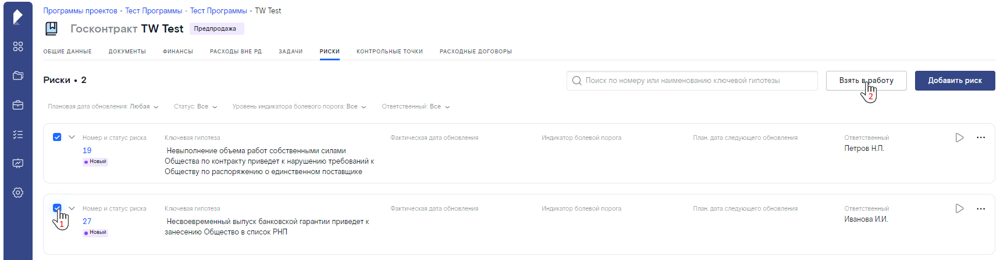 Программы проектов - Тест Программы · Тест Программы - TW Test
Госконтракт TW Test Предпродажа
ОБЩИЕ ДАННЫЕ ДОКУМЕНТЫ ФИНАНСЫ РАСХОДЫ ВНЕ РД ЗАДАЧИ РИСКИ КОНТРОЛЬНЫЕ ТОЧКИ РАСХОДНЫЕ ДОГОВОРЫ
Риски • 2 Поиск по номеру или наименованию ключевой гипотезы Взять в работу Добавить риск
2
Плановая дата обновления: Любая Статус: Все Уровень индикатора болевого порога: Все Ответственный: Все
Номер и статус риска Ключевая гипотеза Фактическая дата обновления Индикатор болевого порога План. дата следующего обновления Ответственный
19 Невыполнение объема работ собственными силами Петров Н.П.
Новый Общества по контракту приведет к нарушению требований к
Обществу по распоряжению о единственном поставщике
Номер и статус риска Ключевая гипотеза Фактическая дата обновления Индикатор болевого порога План. дата следующего обновления Ответственный
1 27 Несвоевременный выпуск банковской гарантии приведет к Иванова И.И.
Новый занесению Общество в список РНП